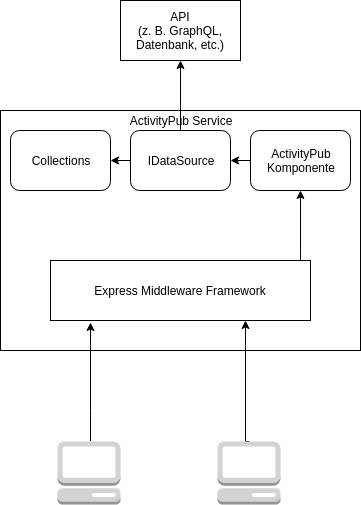 API
(z. B. GraphQL,
Datenbank, etc.)
ActivityPub Service
Collections
IDataSource
ActivityPub
Komponente
Express Middleware Framework